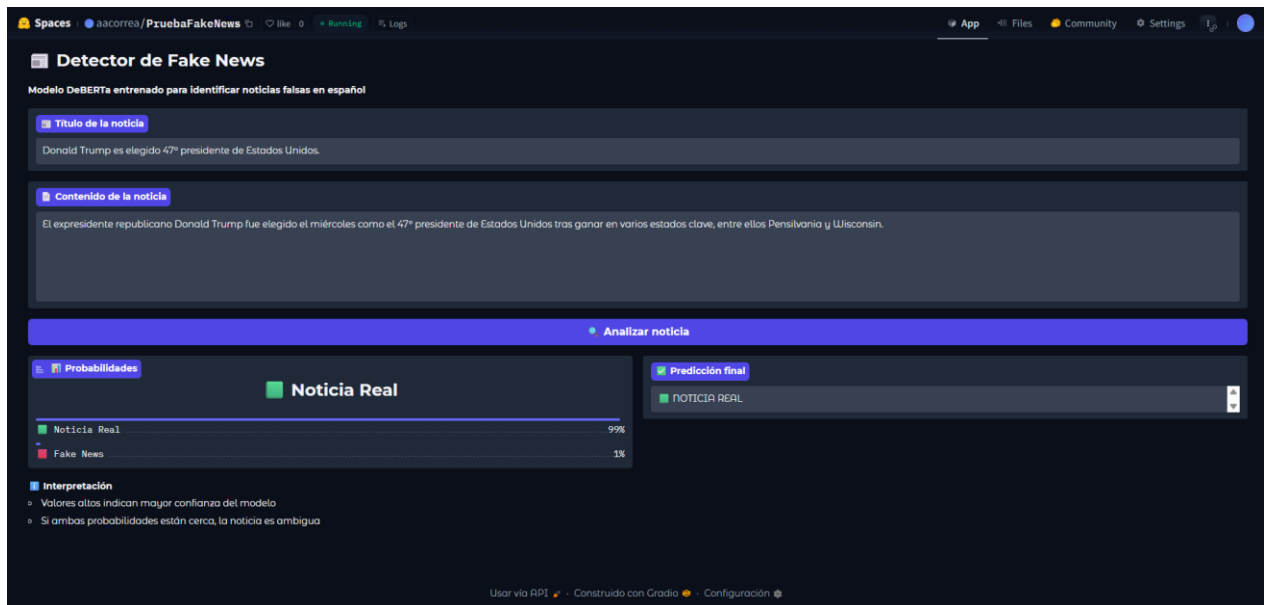 Spaces aacorrea/PruebaFakeNews like 0 Running Logs App Files Community Settings
Detector de Fake News
Modelo DeBERTa entrenado para identificar noticias falsas en español
Título de la noticia
Donald Trump es elegido 47º presidente de Estados Unidos.
Contenido de la noticia
El expresidente republicano Donald Trump fue elegido el miércoles como el 47º presidente de Estados Unidos tras ganar en varios estados clave, entre ellos Pensilvania y Wisconsin.
Analizar noticia
Probabilidades
Noticia Real
Noticia Real 99%
Fake News 1%
Predicción final
NOTICIA REAL
Interpretación
Valores altos indican mayor confianza del modelo
Si ambas probabilidades están cerca, la noticia es ambigua
Usar vía API · Construido con Gradio · Configuración